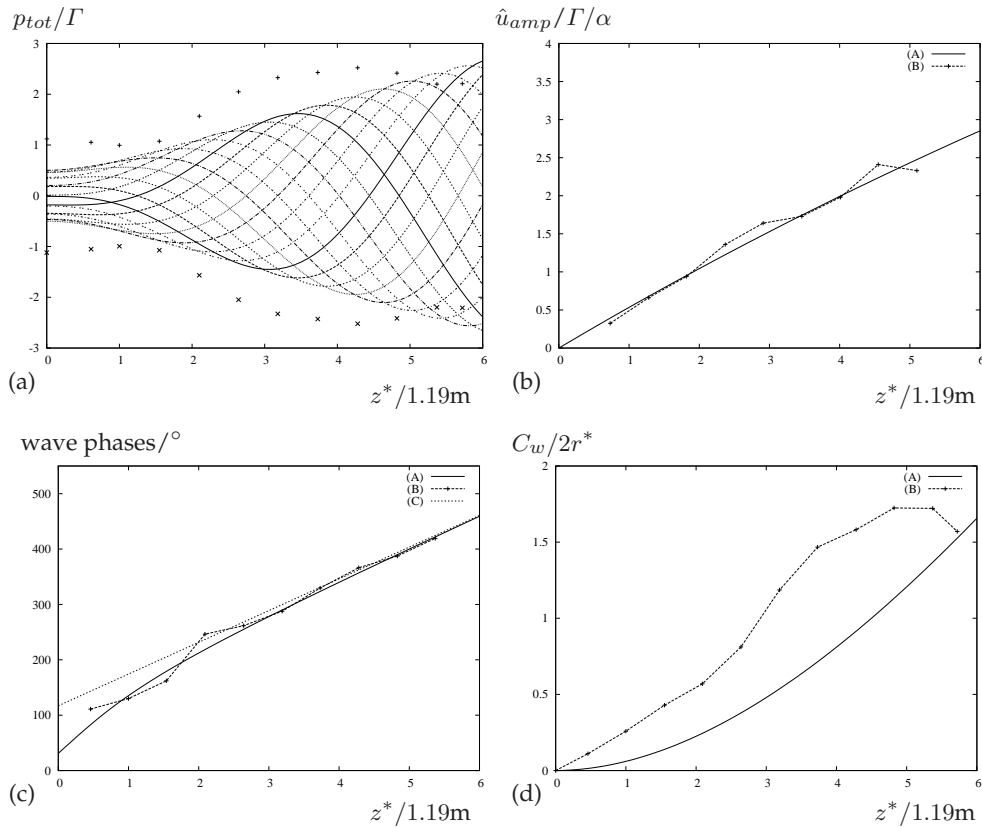 p_tot/Γ
3
2
1
0
-1
-2
-3
0 1 2 3 4 5 6
(a)
z*/1.19m
û_amp/Γ/α
4
3.5
3
2.5
2
1.5
1
0.5
0
0 1 2 3 4 5 6
(A)
(B)
(b)
z*/1.19m
wave phases/°
500
400
300
200
100
0
0 1 2 3 4 5 6
(A)
(B)
(C)
(c)
z*/1.19m
C_w/2r*
2
1.5
1
0.5
0
0 1 2 3 4 5 6
(A)
(B)
(d)
z*/1.19m